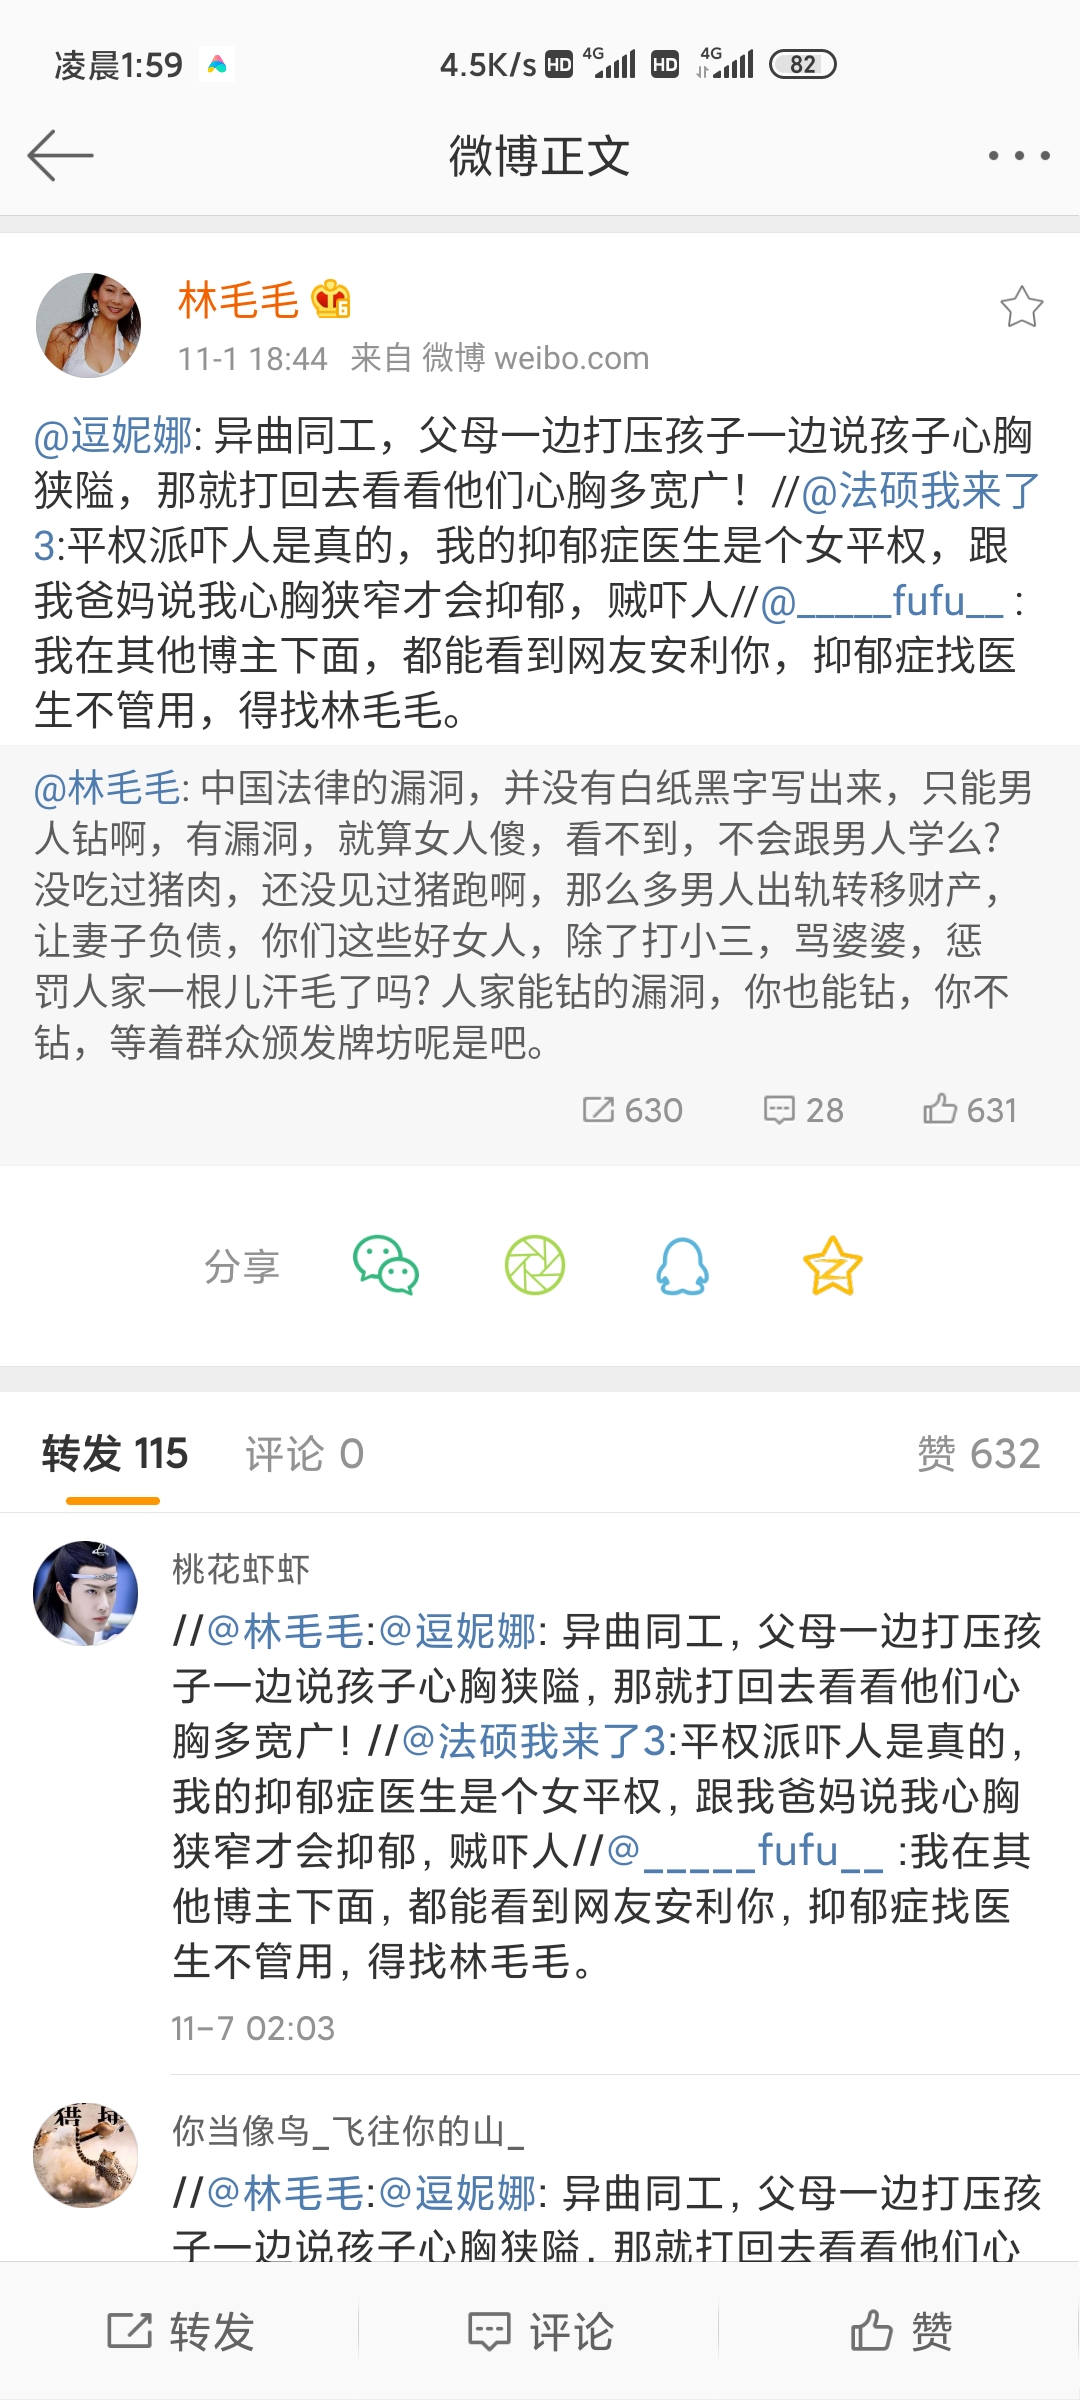 凌晨1:59
4.5K/s HD 4G HD 4G 82
微博正文
林毛毛
11-1 18:44 来自 微博 weibo.com
@逗妮娜: 异曲同工，父母一边打压孩子一边说孩子心胸
狭隘，那就打回去看看他们心胸多宽广！//@法硕我来了
3:平权派吓人是真的，我的抑郁症医生是个女平权，跟
我爸妈说我心胸狭窄才会抑郁，贼吓人//@_____fufu__ :
我在其他博主下面，都能看到网友安利你，抑郁症找医
生不管用，得找林毛毛。
@林毛毛: 中国法律的漏洞，并没有白纸黑字写出来，只能男
人钻啊，有漏洞，就算女人傻，看不到，不会跟男人学么?
没吃过猪肉，还没见过猪跑啊，那么多男人出轨转移财产，
让妻子负债，你们这些好女人，除了打小三，骂婆婆，惩
罚人家一根儿汗毛了吗? 人家能钻的漏洞，你也能钻，你不
钻，等着群众颁发牌坊呢是吧。
630 28 631
分享
转发 115 评论 0 赞 632
桃花虾虾
//@林毛毛:@逗妮娜: 异曲同工, 父母一边打压孩
子一边说孩子心胸狭隘, 那就打回去看看他们心
胸多宽广! //@法硕我来了3:平权派吓人是真的,
我的抑郁症医生是个女平权, 跟我爸妈说我心胸
狭窄才会抑郁, 贼吓人//@_____fufu__ :我在其
他博主下面, 都能看到网友安利你, 抑郁症找医
生不管用, 得找林毛毛。
11-7 02:03
你当像鸟_飞往你的山_
//@林毛毛:@逗妮娜: 异曲同工, 父母一边打压孩
子一边说孩子心胸狭隘, 那就打回去看看他们心
转发 评论 赞